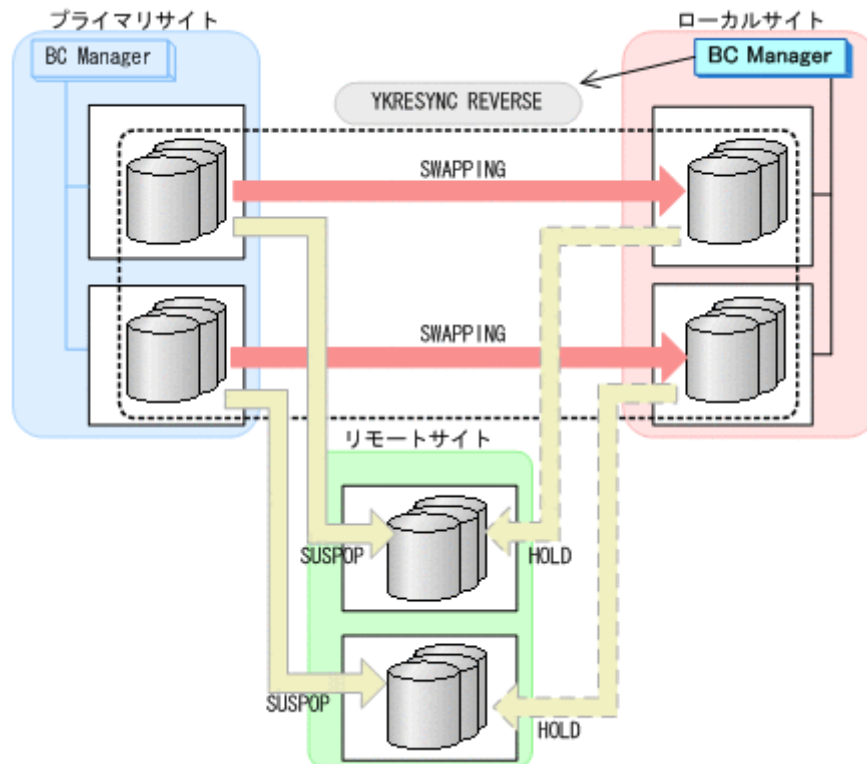 プライマリサイト
ローカルサイト
BC Manager
BC Manager
YKRESYNC REVERSE
SWAPPING
SWAPPING
リモートサイト
SUSPOP
HOLD
SUSPOP
HOLD